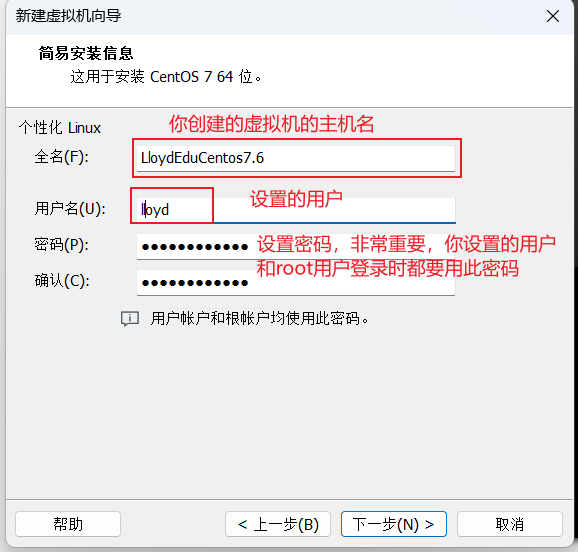 新建虚拟机向导
简易安装信息
这用于安装 CentOS 7 64 位。
个性化 Linux
你创建的虚拟机的主机名
全名(F):
LloydEduCentos7.6
设置的用户
用户名(U):
lloyd
密码(P):
●●●●●●●●●●●●
设置密码，非常重要，你设置的用户
和root用户登录时都要用此密码
确认(C):
●●●●●●●●●●●●
用户帐户和根帐户均使用此密码。
帮助
< 上一步(B)
下一步(N) >
取消